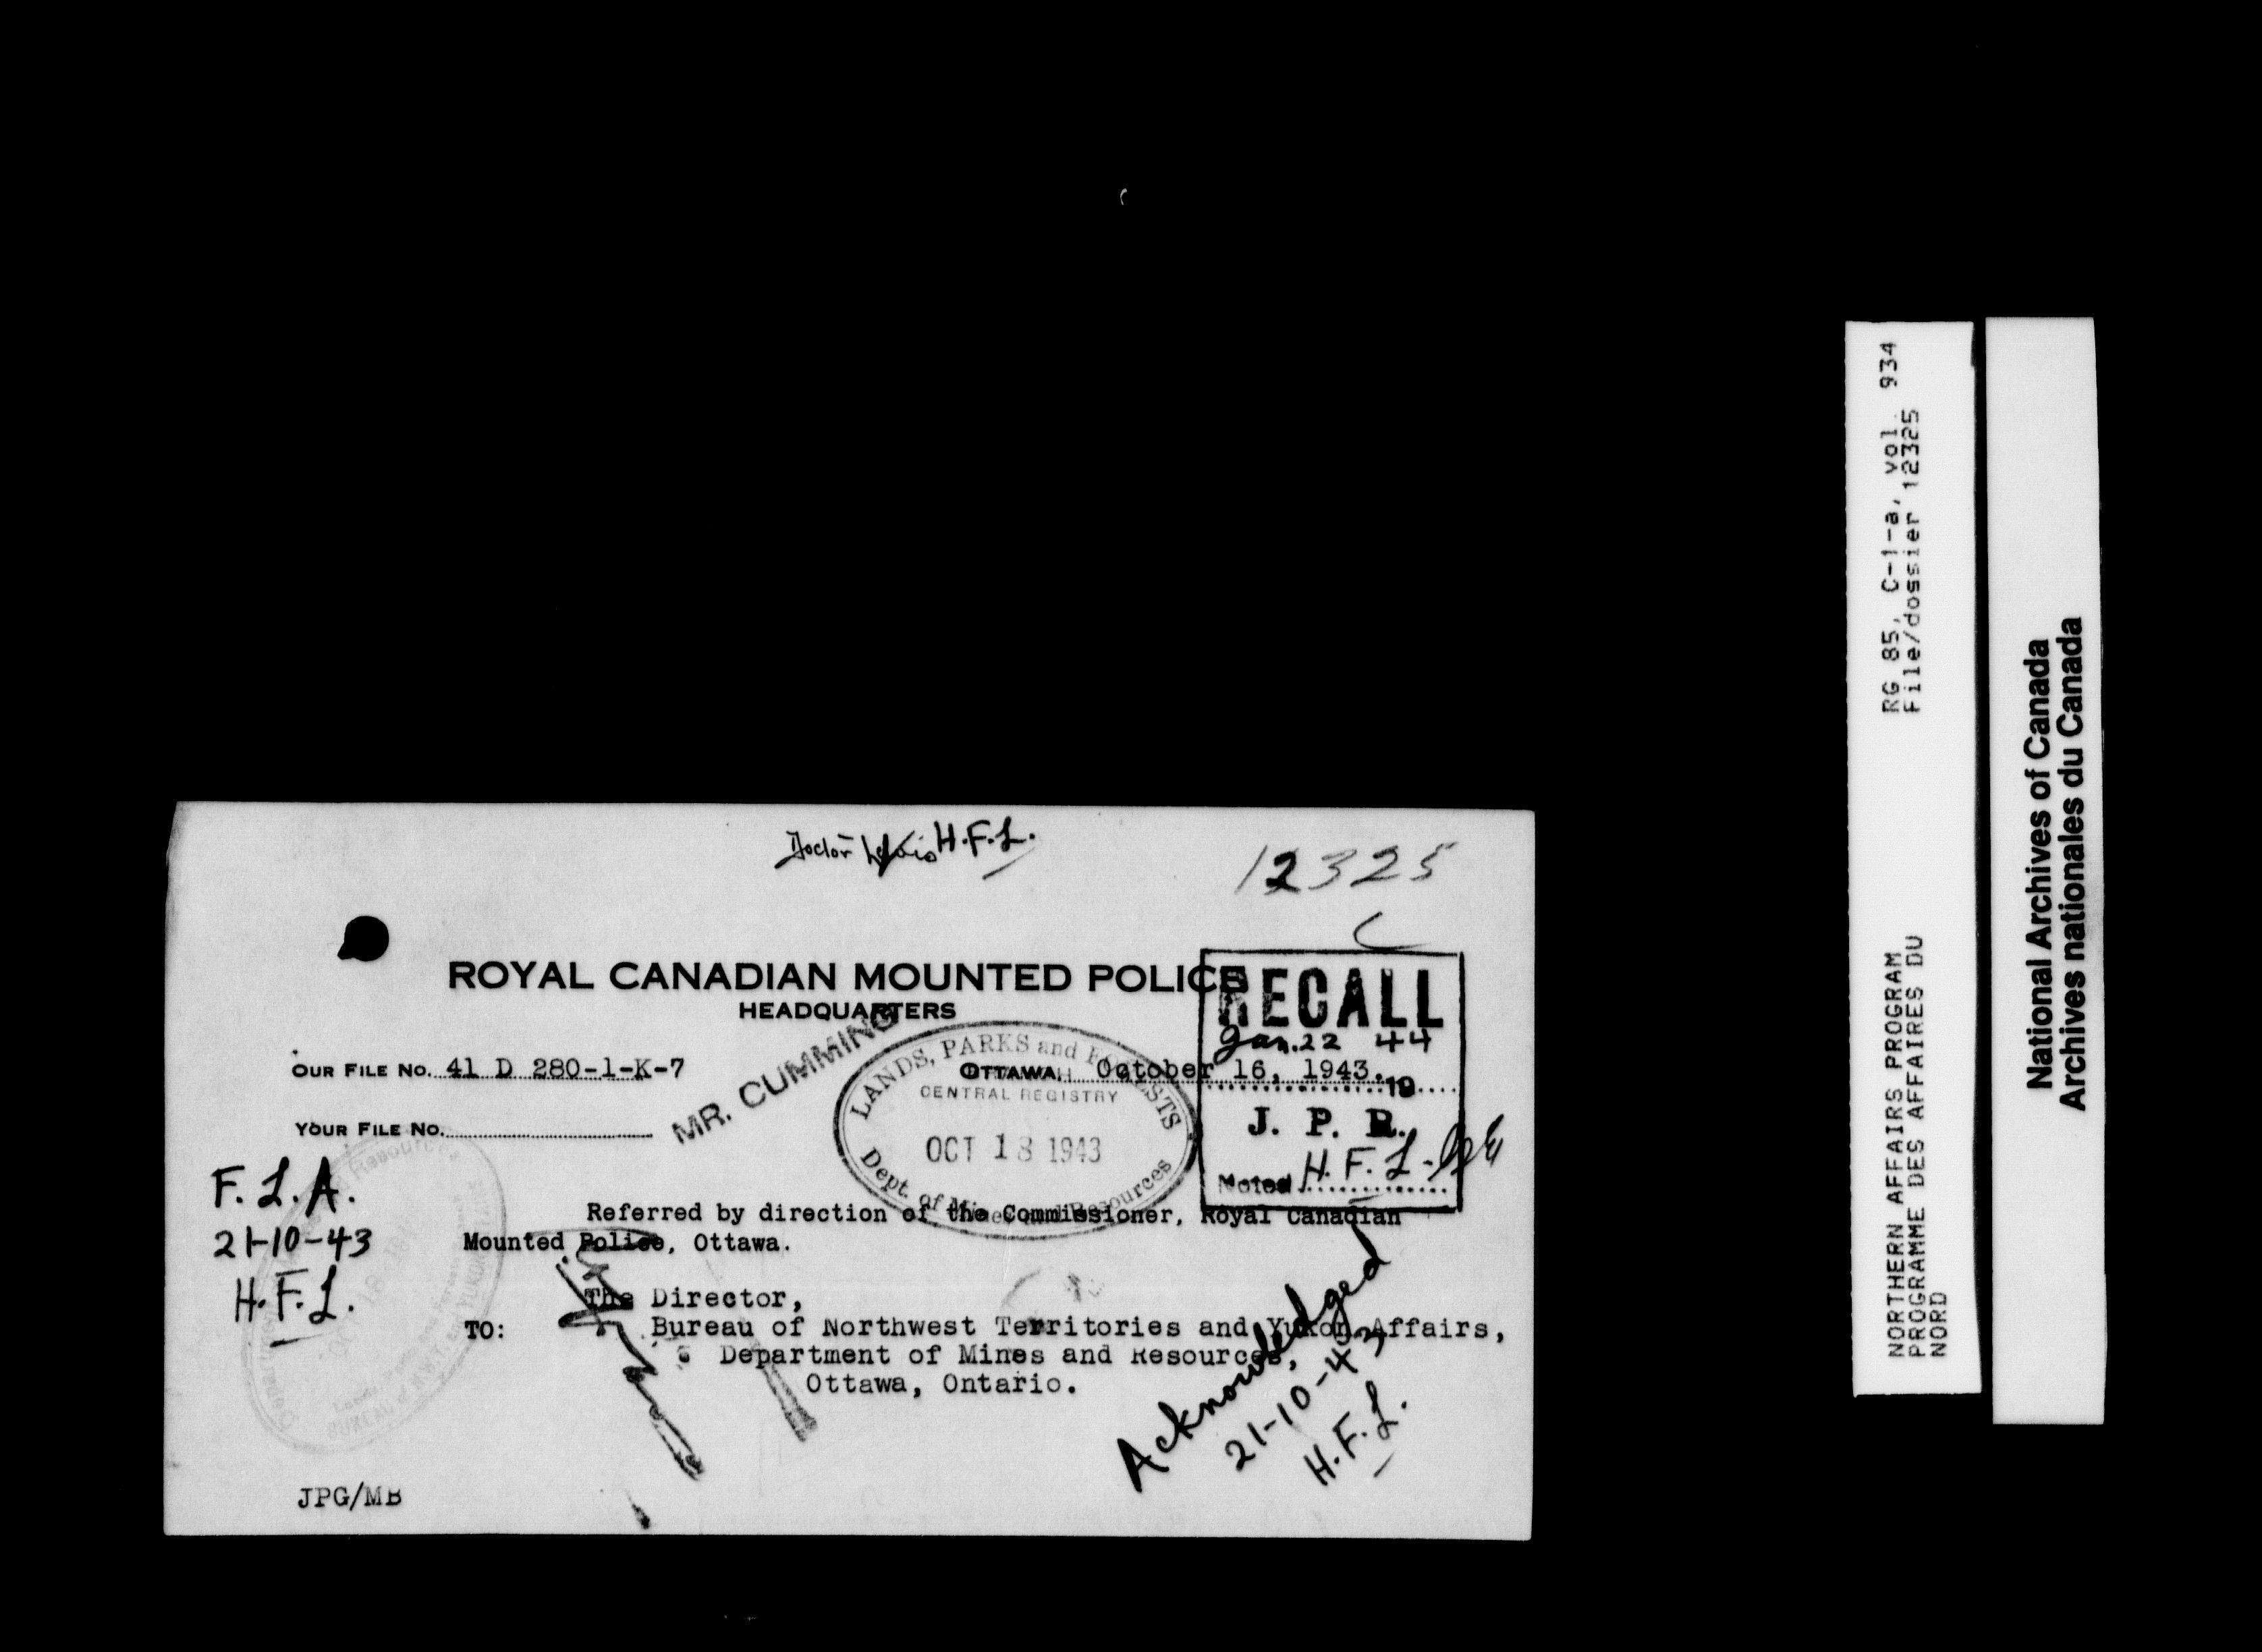 Doctor Lewis H.F.L.
12325
C
ROYAL CANADIAN MOUNTED POLICE
HEADQUARTERS
RECALL
Jan. 22 44
19
J. P. R.
Noted H.F.L.
MR. CUMMING
OUR FILE NO. 41 D 280-1-K-7
OTTAWA, October 16, 1943.
YOUR FILE NO.
LANDS, PARKS and FORESTS
CENTRAL REGISTRY
OCT 18 1943
Dept. of Mines and Resources
F.L.A.
21-10-43
H.F.L.
Referred by direction of the Commissioner, Royal Canadian
Mounted Police, Ottawa.
TO:
The Director,
Bureau of Northwest Territories and Yukon Affairs,
Department of Mines and Resources,
Ottawa, Ontario.
Acknowledged
21-10-43
H.F.L.
JPG/MB
RG 85, C-1-a, vol. 934
File/dossier 12325
NORTHERN AFFAIRS PROGRAM
PROGRAMME DES AFFAIRES DU
NORD
National Archives of Canada
Archives nationales du Canada